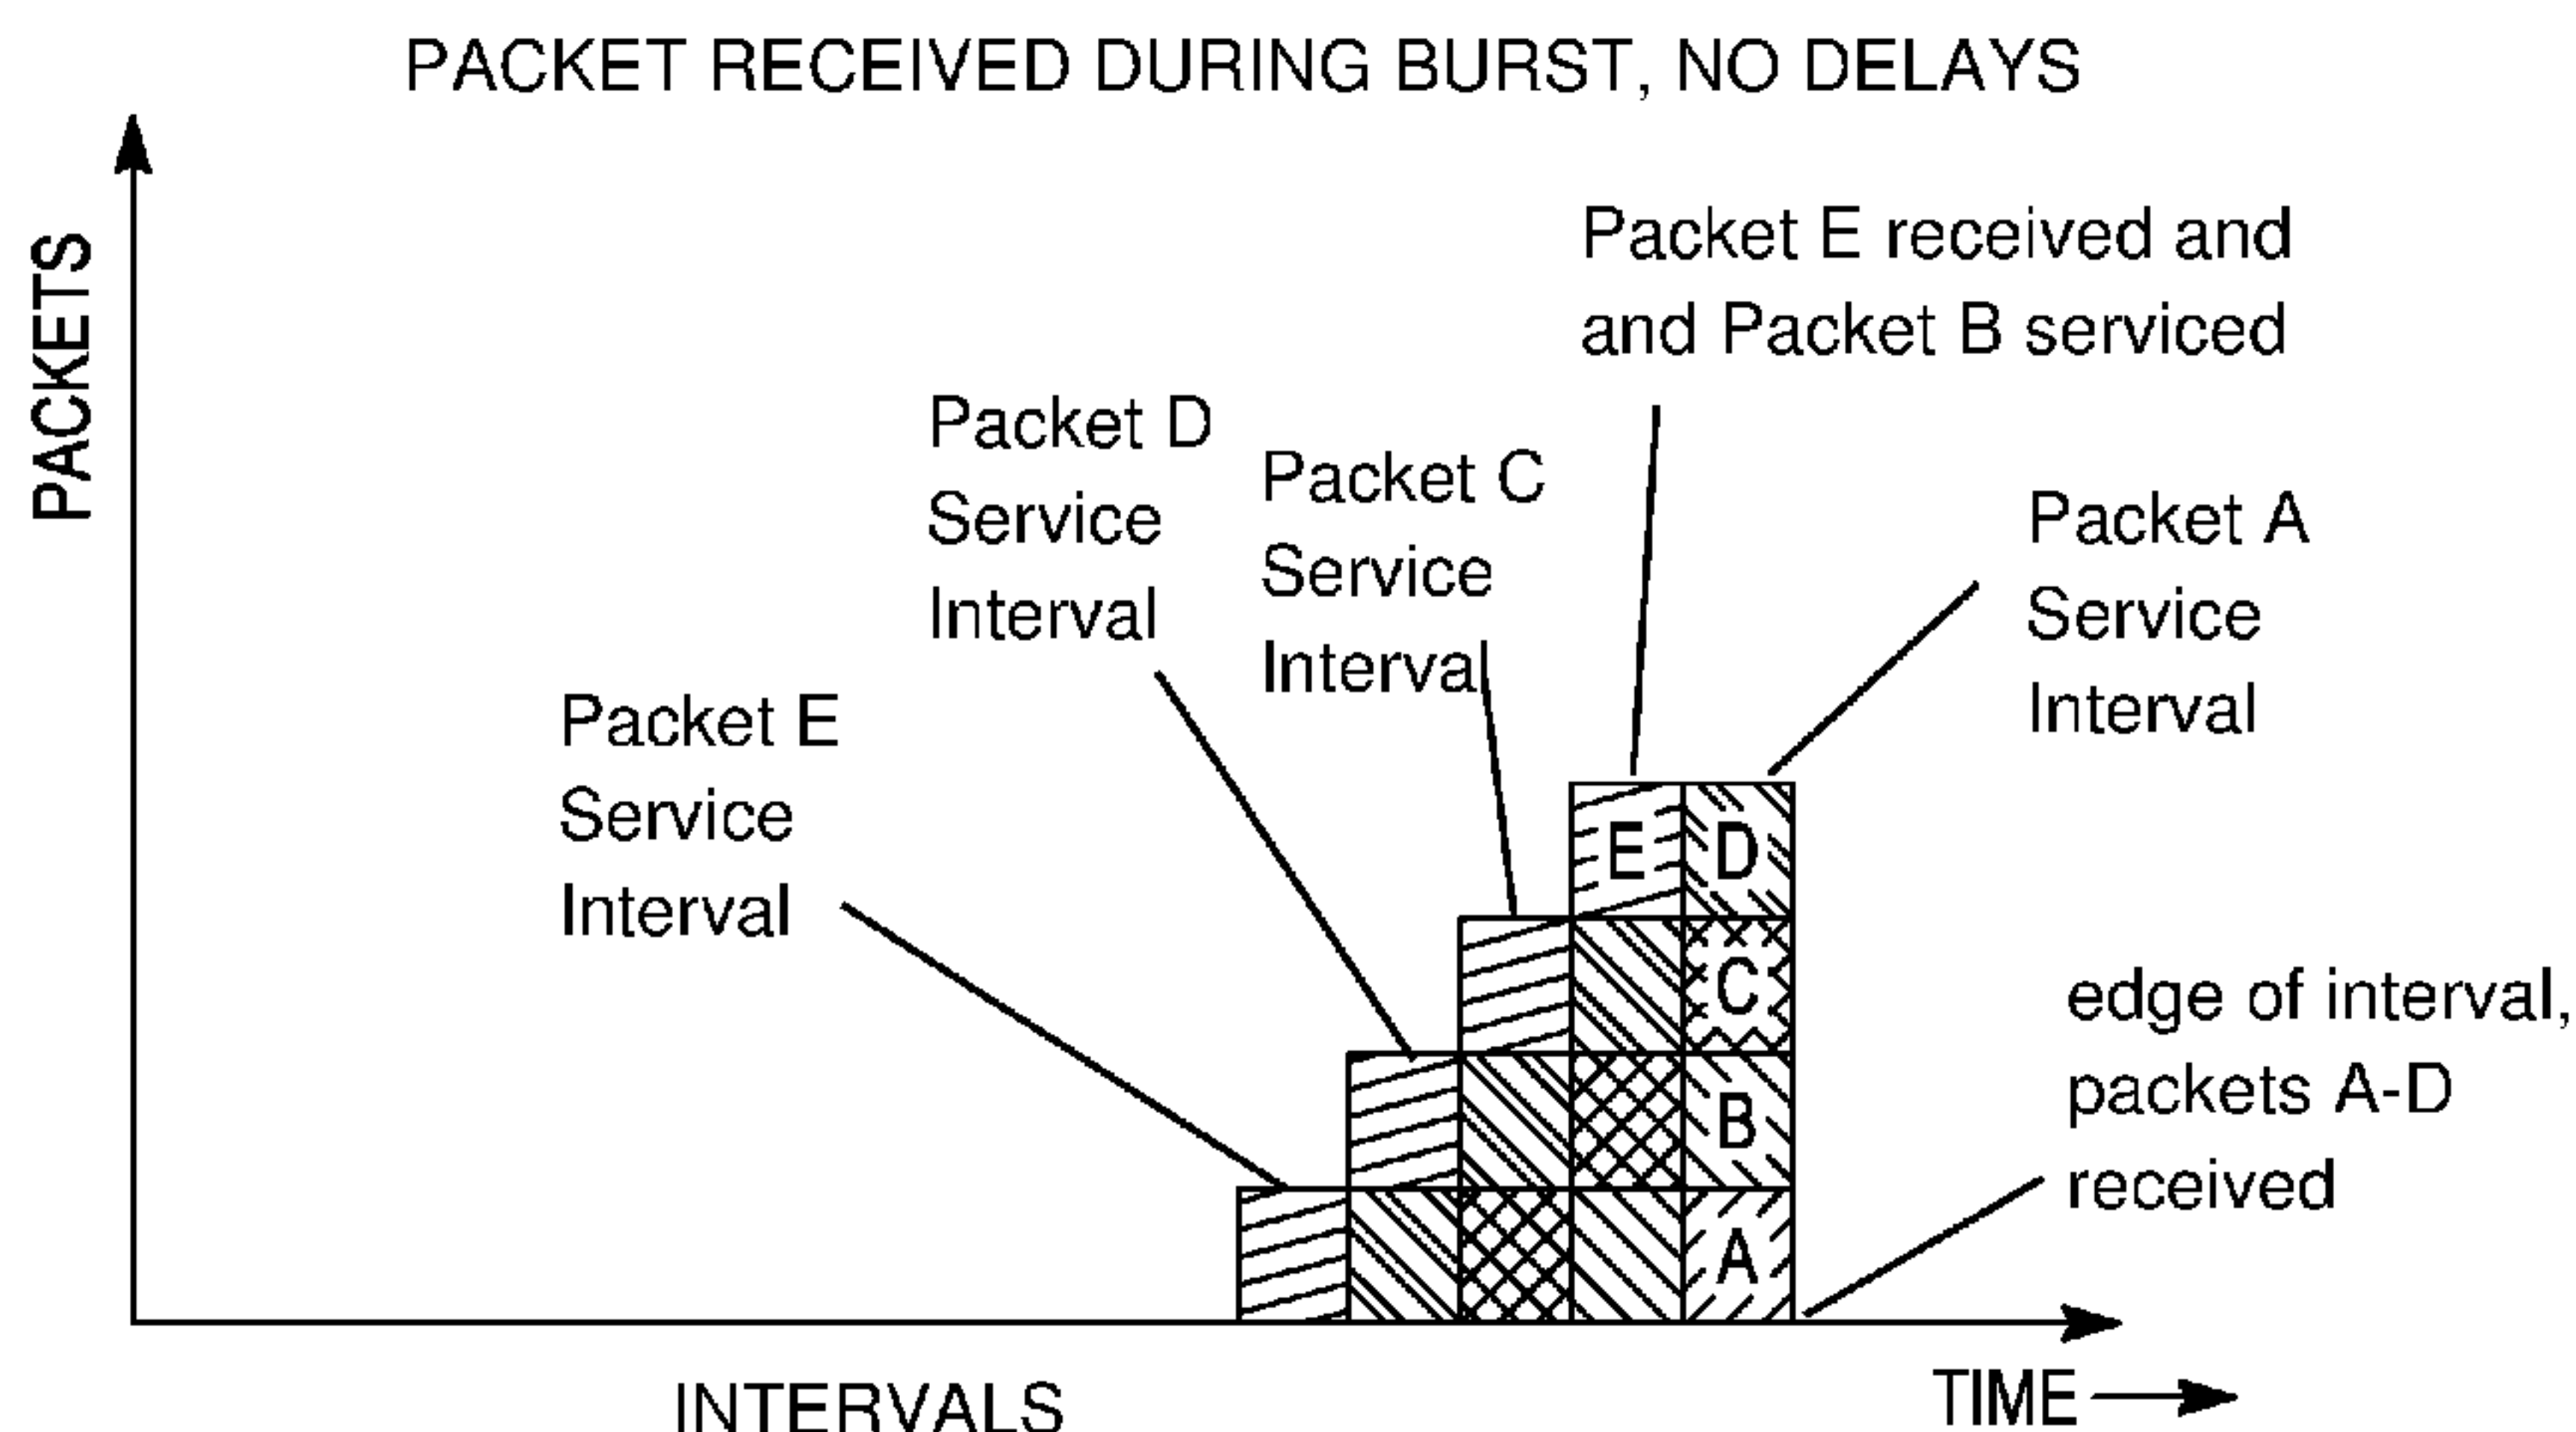 PACKET RECEIVED DURING BURST, NO DELAYS
PACKETS
Packet E received and
and Packet B serviced
Packet D
Service
Interval
Packet C
Service
Interval
Packet A
Service
Interval
Packet E
Service
Interval
E
D
C
B
A
edge of interval,
packets A-D
received
INTERVALS
TIME